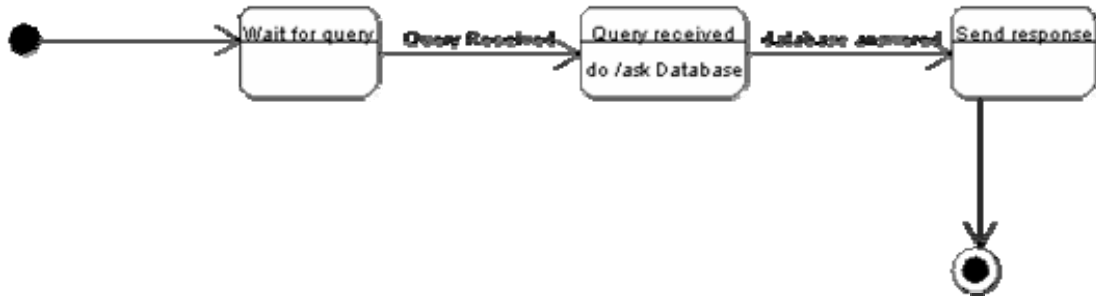 Wait for query
Query Received
Query received
do /ask Database
database answered
Send response